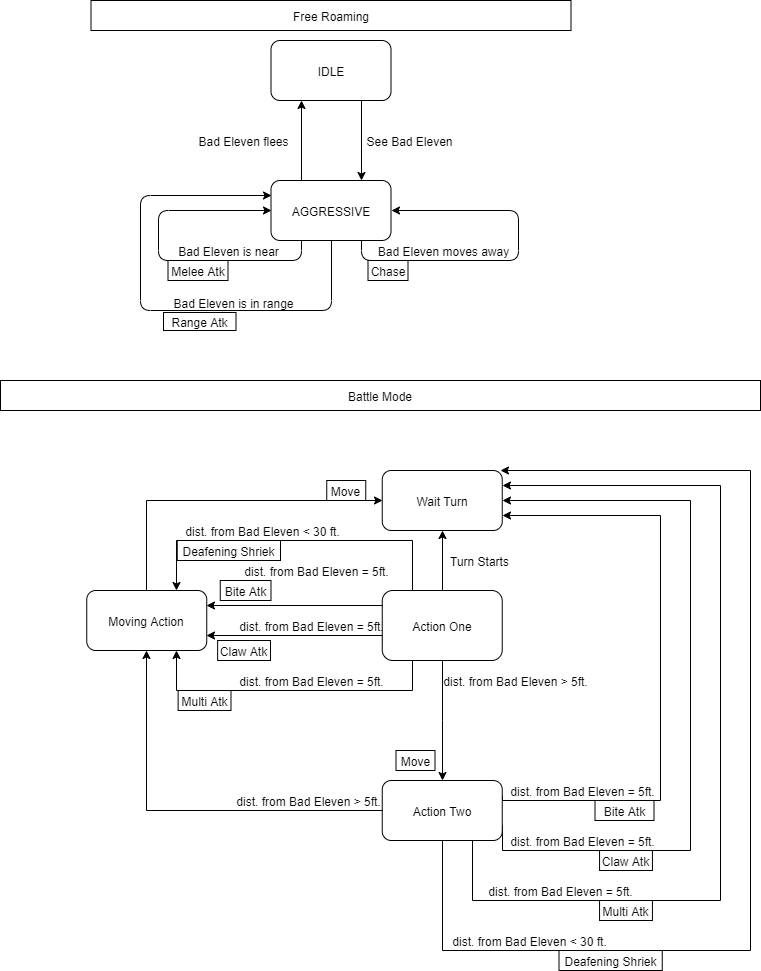 Free Roaming
IDLE
Bad Eleven flees
See Bad Eleven
AGGRESSIVE
Bad Eleven is near
Bad Eleven moves away
Melee Atk
Chase
Bad Eleven is in range
Range Atk
Battle Mode
Move
Wait Turn
dist. from Bad Eleven < 30 ft.
Deafening Shriek
Turn Starts
dist. from Bad Eleven = 5ft.
Bite Atk
Moving Action
Action One
dist. from Bad Eleven = 5ft.
Claw Atk
dist. from Bad Eleven = 5ft.
dist. from Bad Eleven > 5ft.
Multi Atk
Move
dist. from Bad Eleven > 5ft.
dist. from Bad Eleven = 5ft.
Action Two
Bite Atk
dist. from Bad Eleven = 5ft.
Claw Atk
dist. from Bad Eleven = 5ft.
Multi Atk
dist. from Bad Eleven < 30 ft.
Deafening Shriek